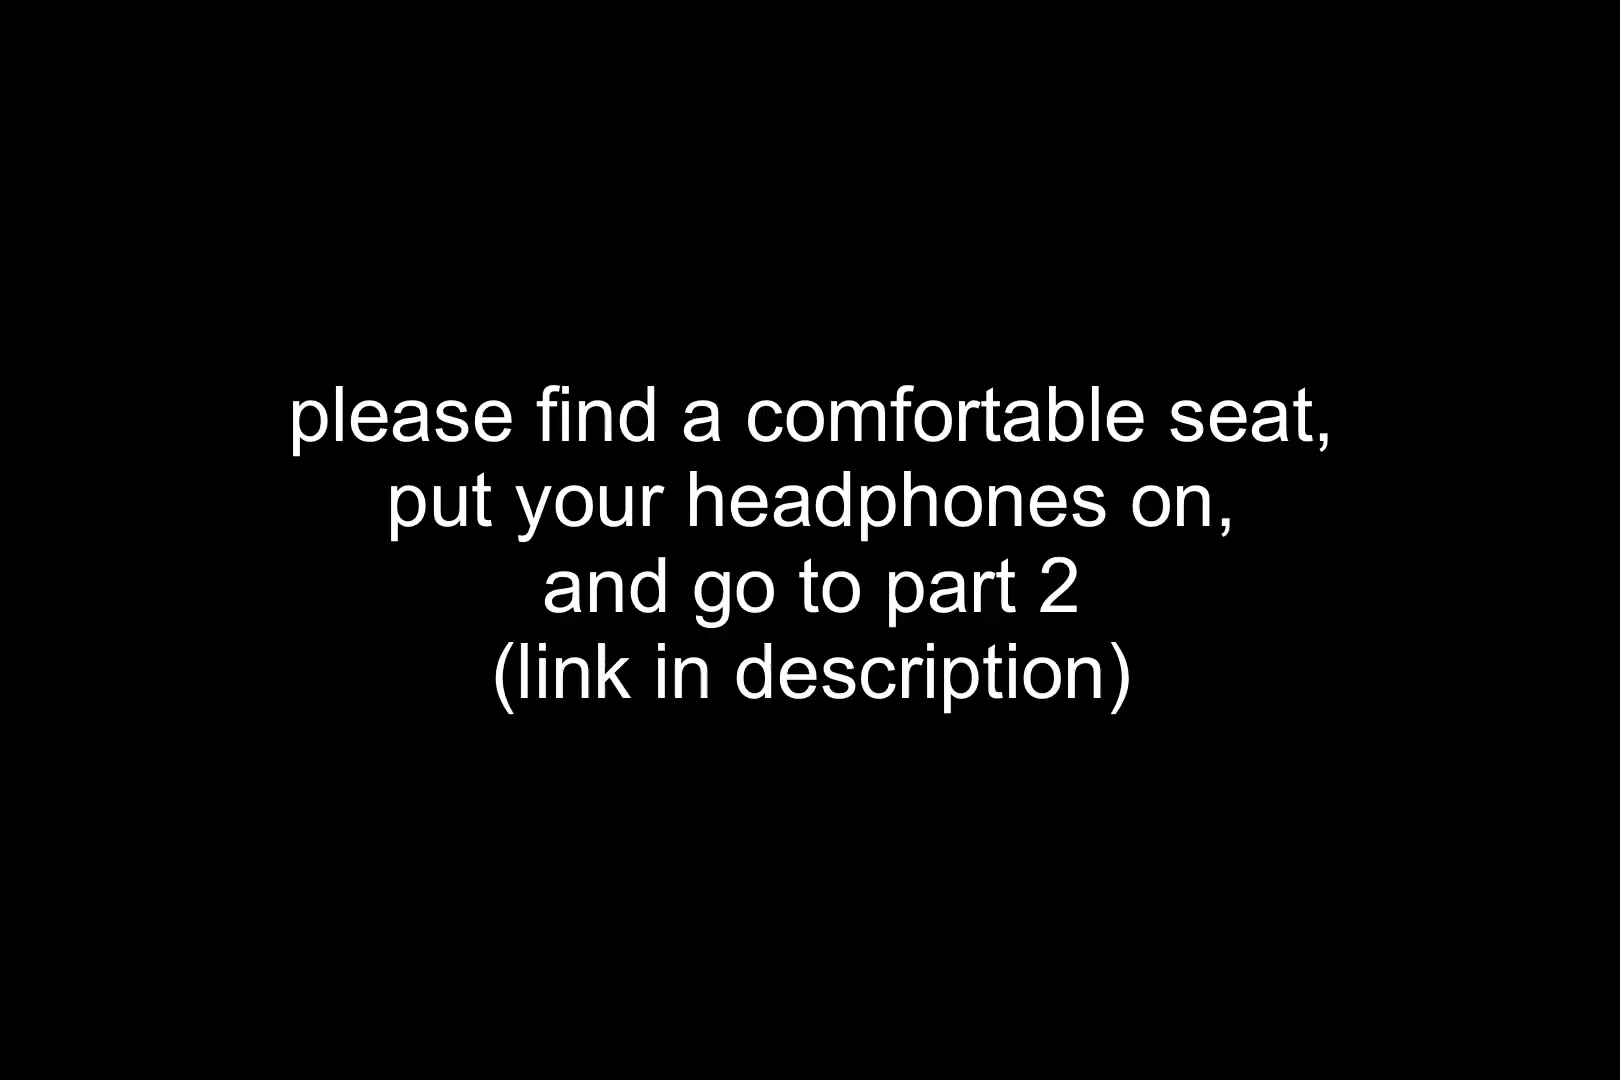 please find a comfortable seat,
put your headphones on,
and go to part 2
(link in description)